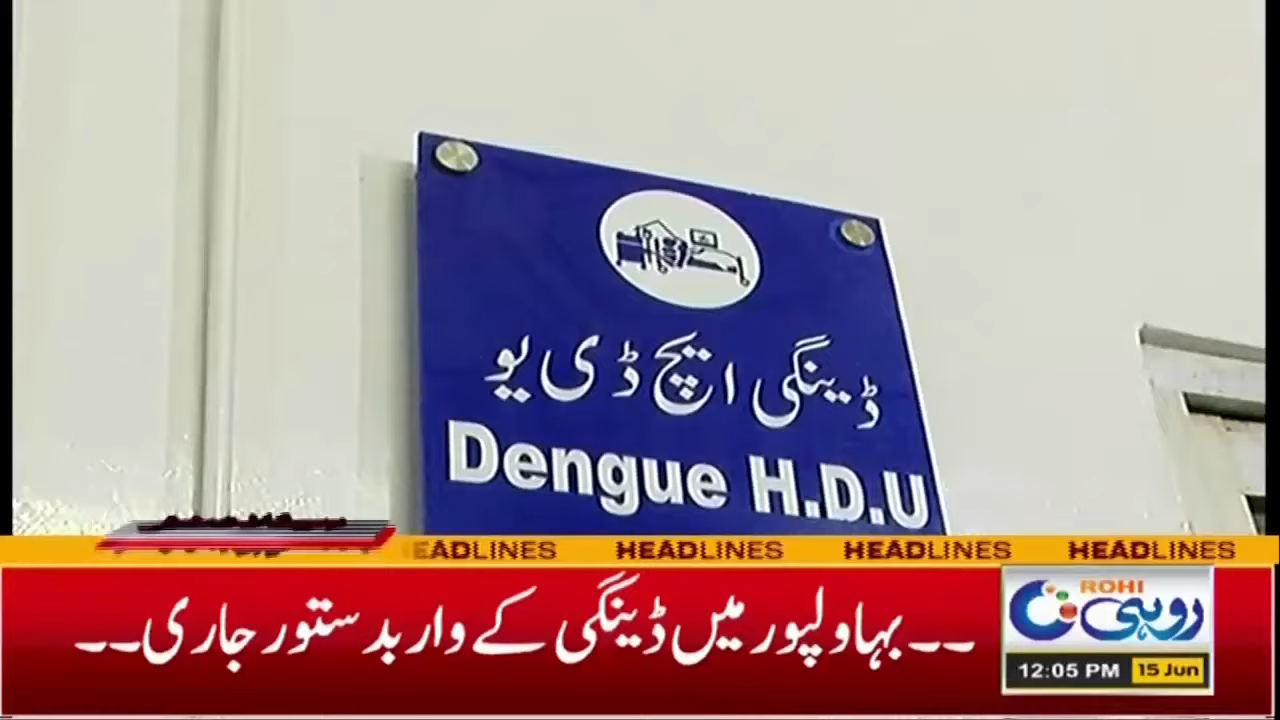 ڈینگی ایچ ڈی یو
Dengue H.D.U
HEADLINES HEADLINES HEADLINES HEADLINES
۔۔بہاولپور میں ڈینگی کے وار بدستور جاری۔۔
ROHI
روہی
12:05 PM 15 Jun